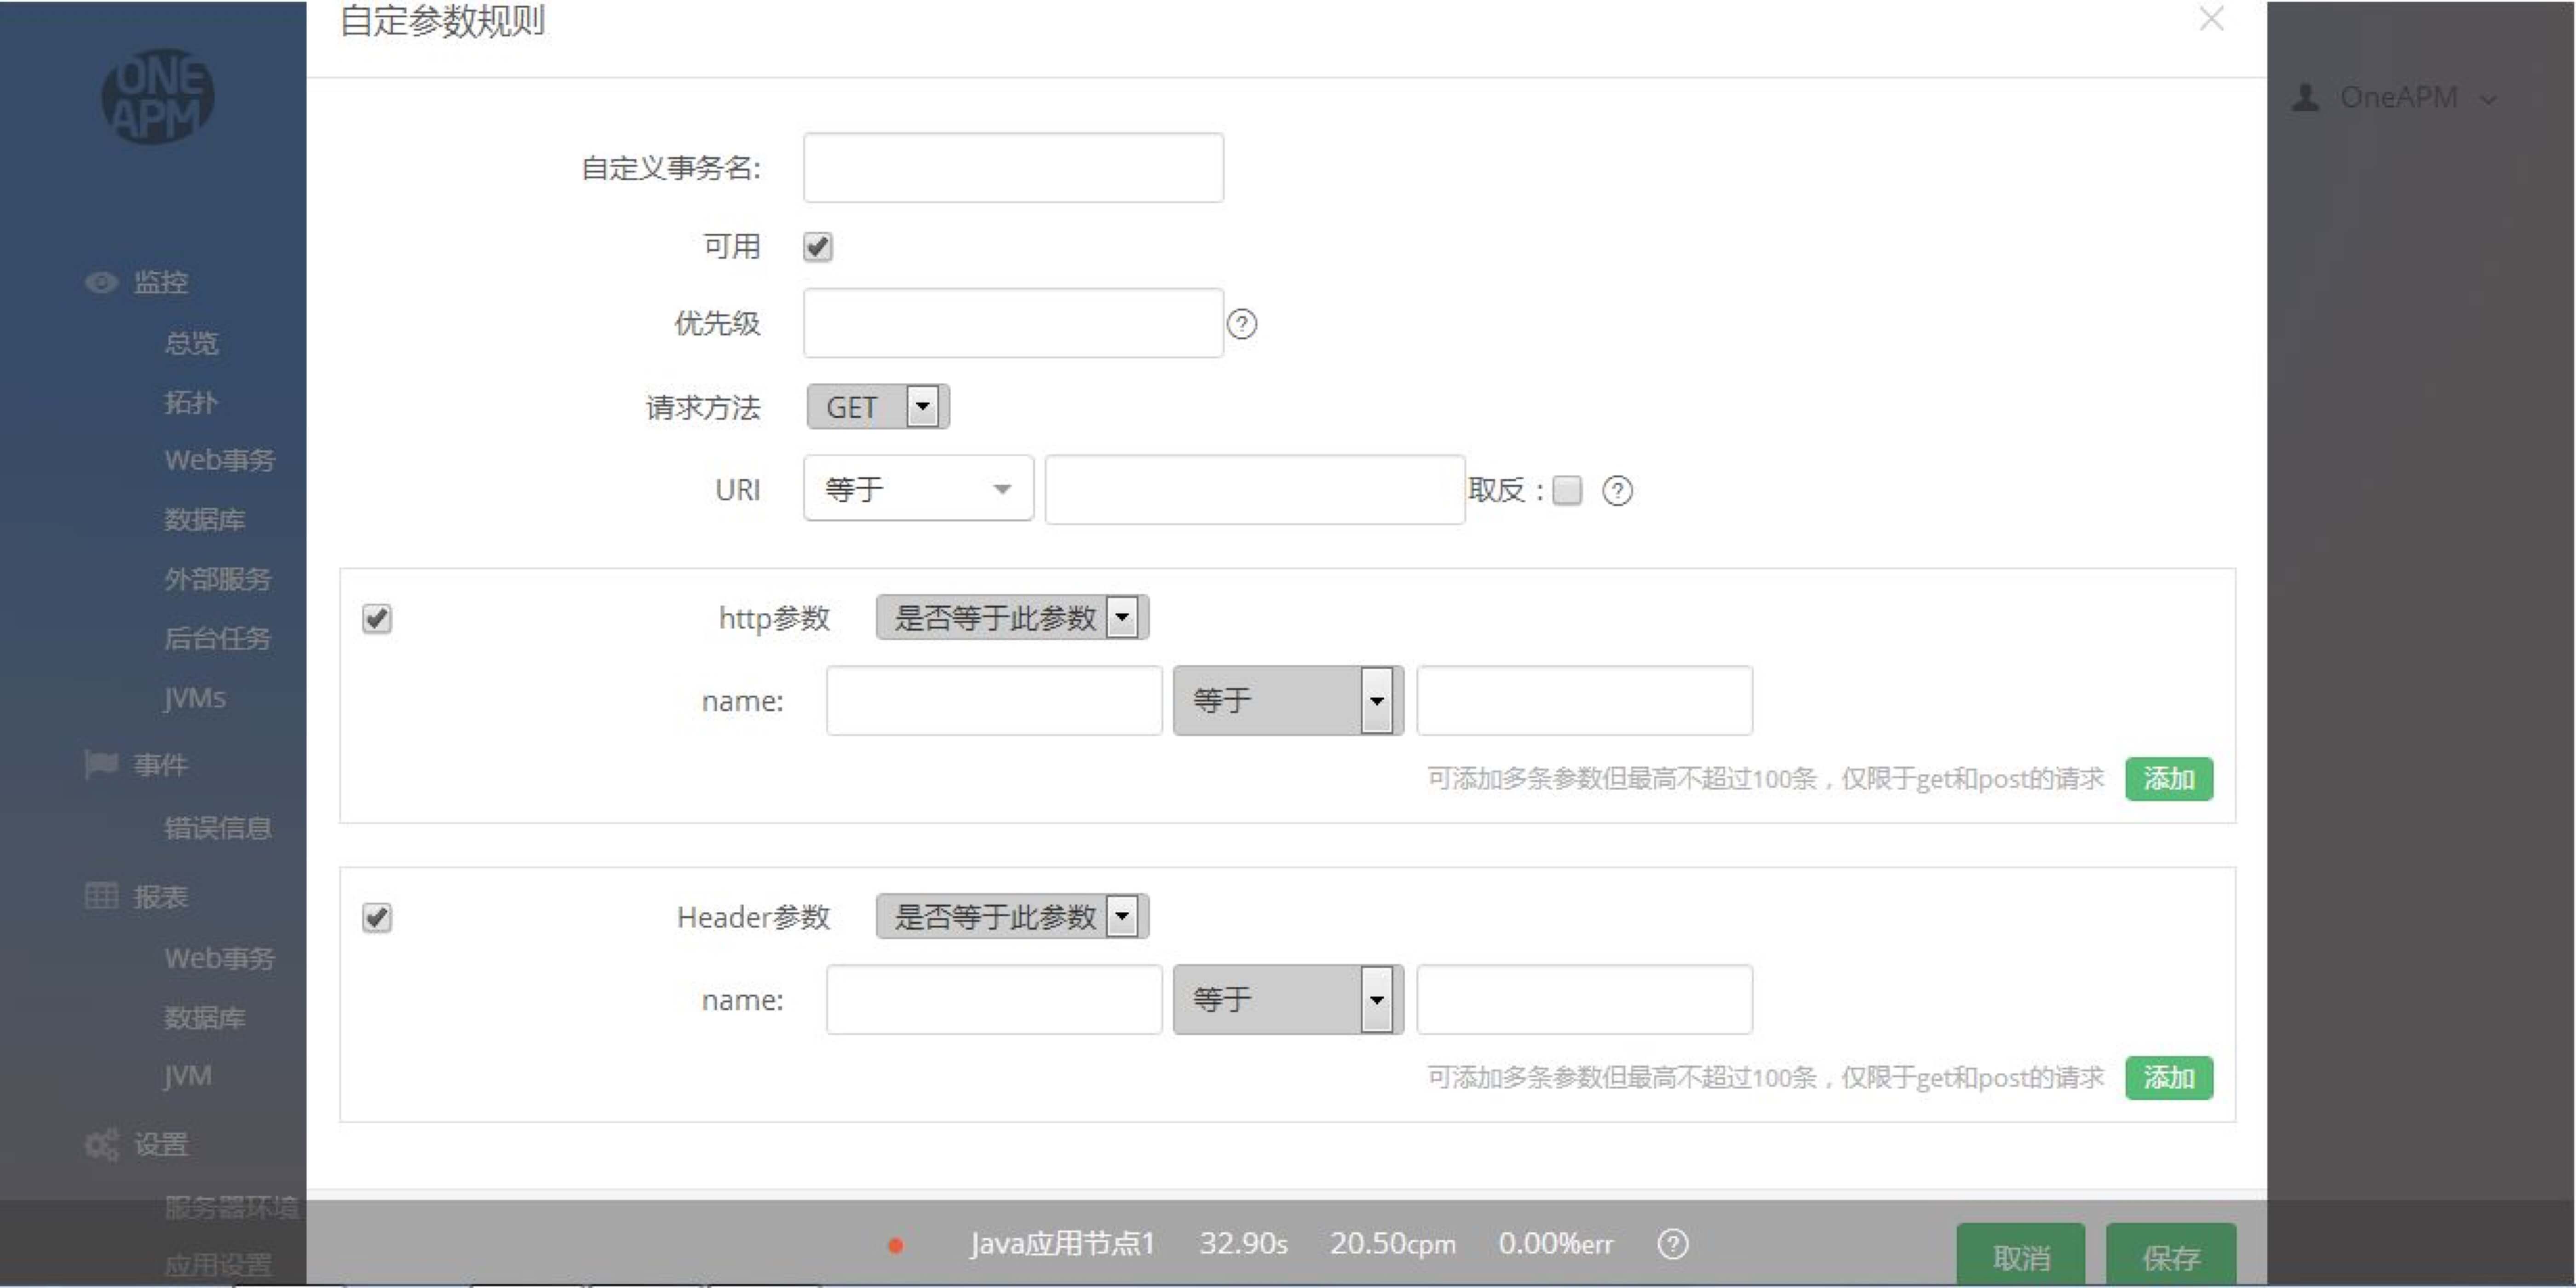 自定参数规则
ONE
APM
OneAPM
自定义事务名:
可用
优先级
请求方法 GET
URI 等于 取反：
http参数 是否等于此参数
name: 等于
可添加多条参数但最高不超过100条，仅限于get和post的请求 添加
Header参数 是否等于此参数
name: 等于
可添加多条参数但最高不超过100条，仅限于get和post的请求 添加
监控
总览
拓扑
Web事务
数据库
外部服务
后台任务
JVMs
事件
错误信息
报表
Web事务
数据库
JVM
设置
服务器环境
应用设置
Java应用节点1 32.90s 20.50cpm 0.00%err
取消 保存